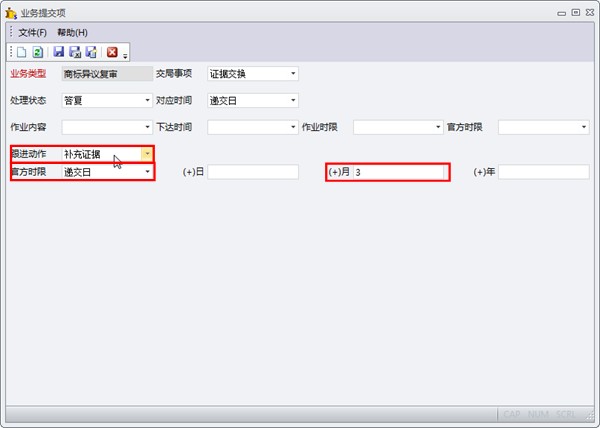 业务提交项
文件(F) 帮助(H)
业务类型 商标异议复审 交局事项 证据交换
处理状态 答复 对应时间 递交日
作业内容 下达时间 作业时限 官方时限
跟进动作 补充证据
官方时限 递交日 (+)日 (+)月 3 (+)年
CAP NUM SCRL